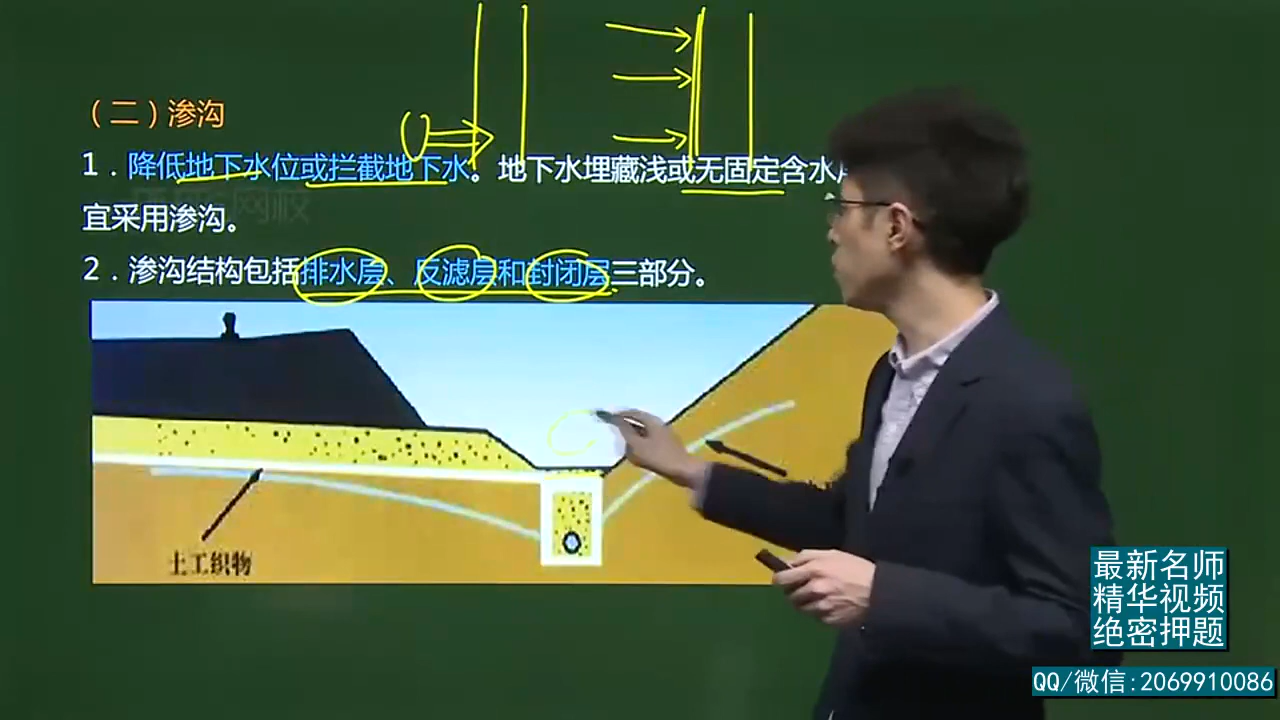 （二）渗沟
1．降低地下水位或拦截地下水。地下水埋藏浅或无固定含水
宜采用渗沟。
2．渗沟结构包括排水层、反滤层和封闭层三部分。
土工织物
最新名师
精华视频
绝密押题
QQ/微信:2069910086